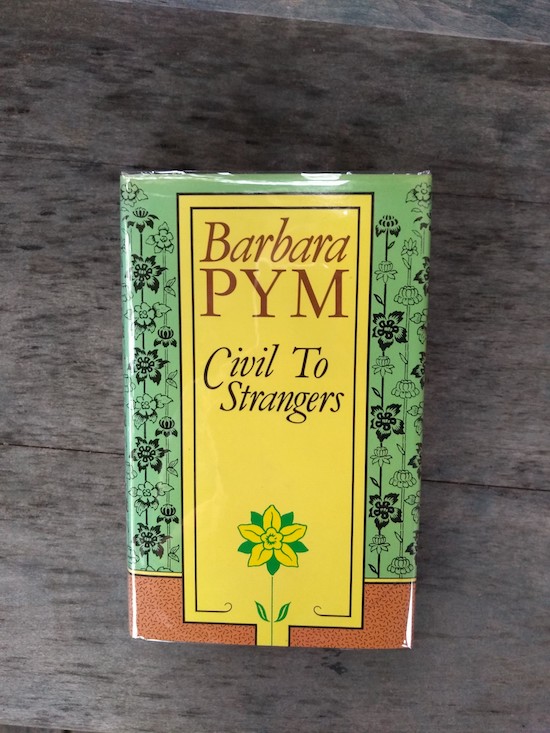 Barbara
PYM
Civil To
Strangers